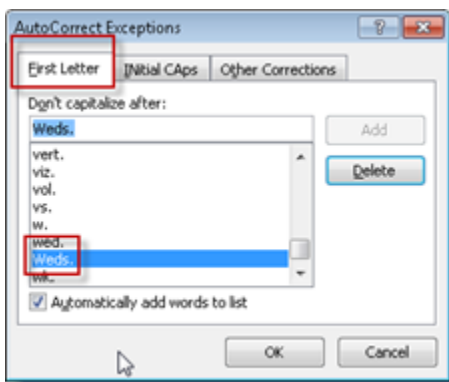 AutoCorrect Exceptions
First Letter
INitial CAps
Other Corrections
Don't capitalize after:
Weds.
Add
vert.
viz.
vol.
vs.
w.
wed.
Weds.
wk.
Delete
Automatically add words to list
OK
Cancel